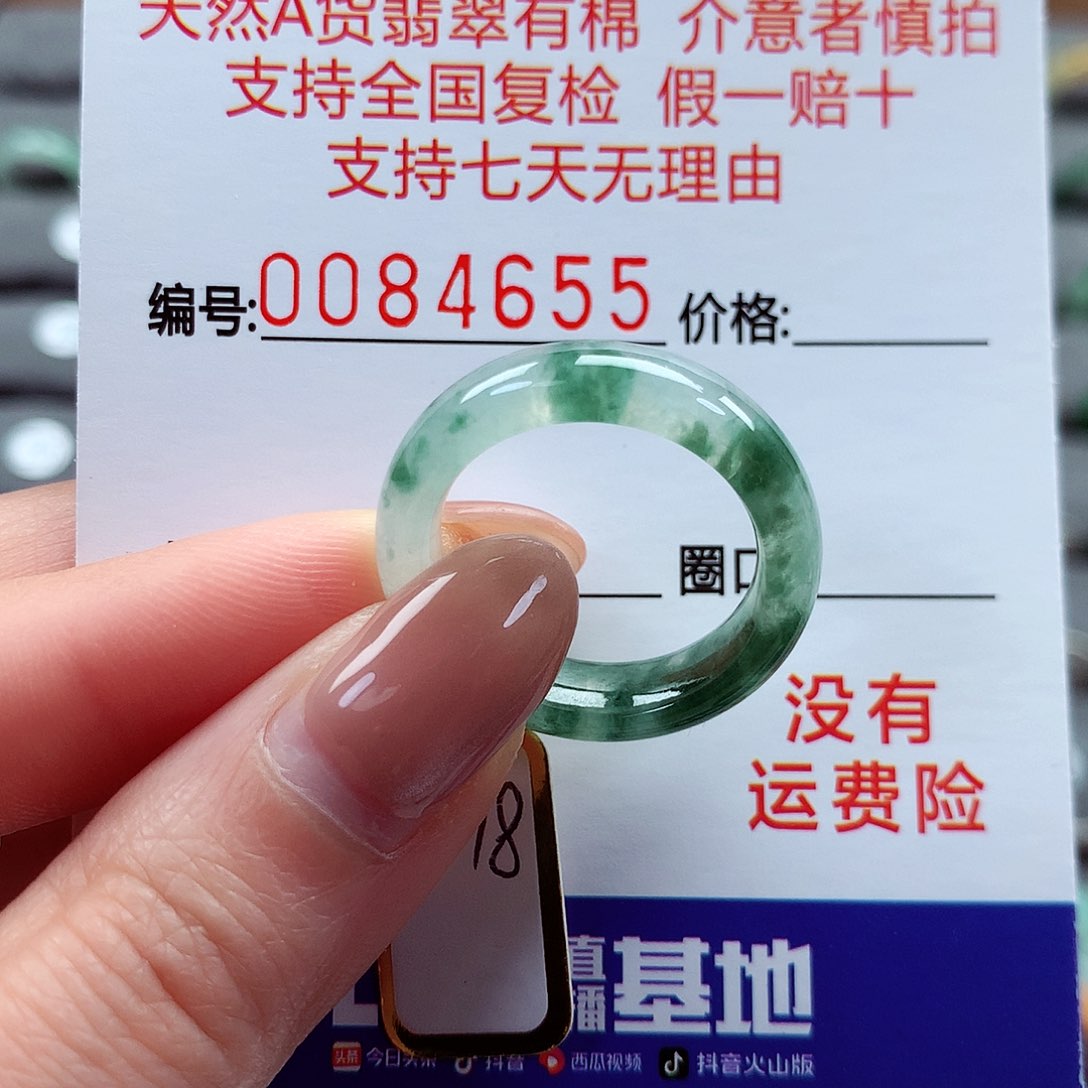 天然A货翡翠有棉 介意者慎拍
支持全国复检 假一赔十
支持七天无理由
编号:0084655 价格:
圈口
没有
运费险
18
直播基地
今日头条 抖音 西瓜视频 抖音火山版